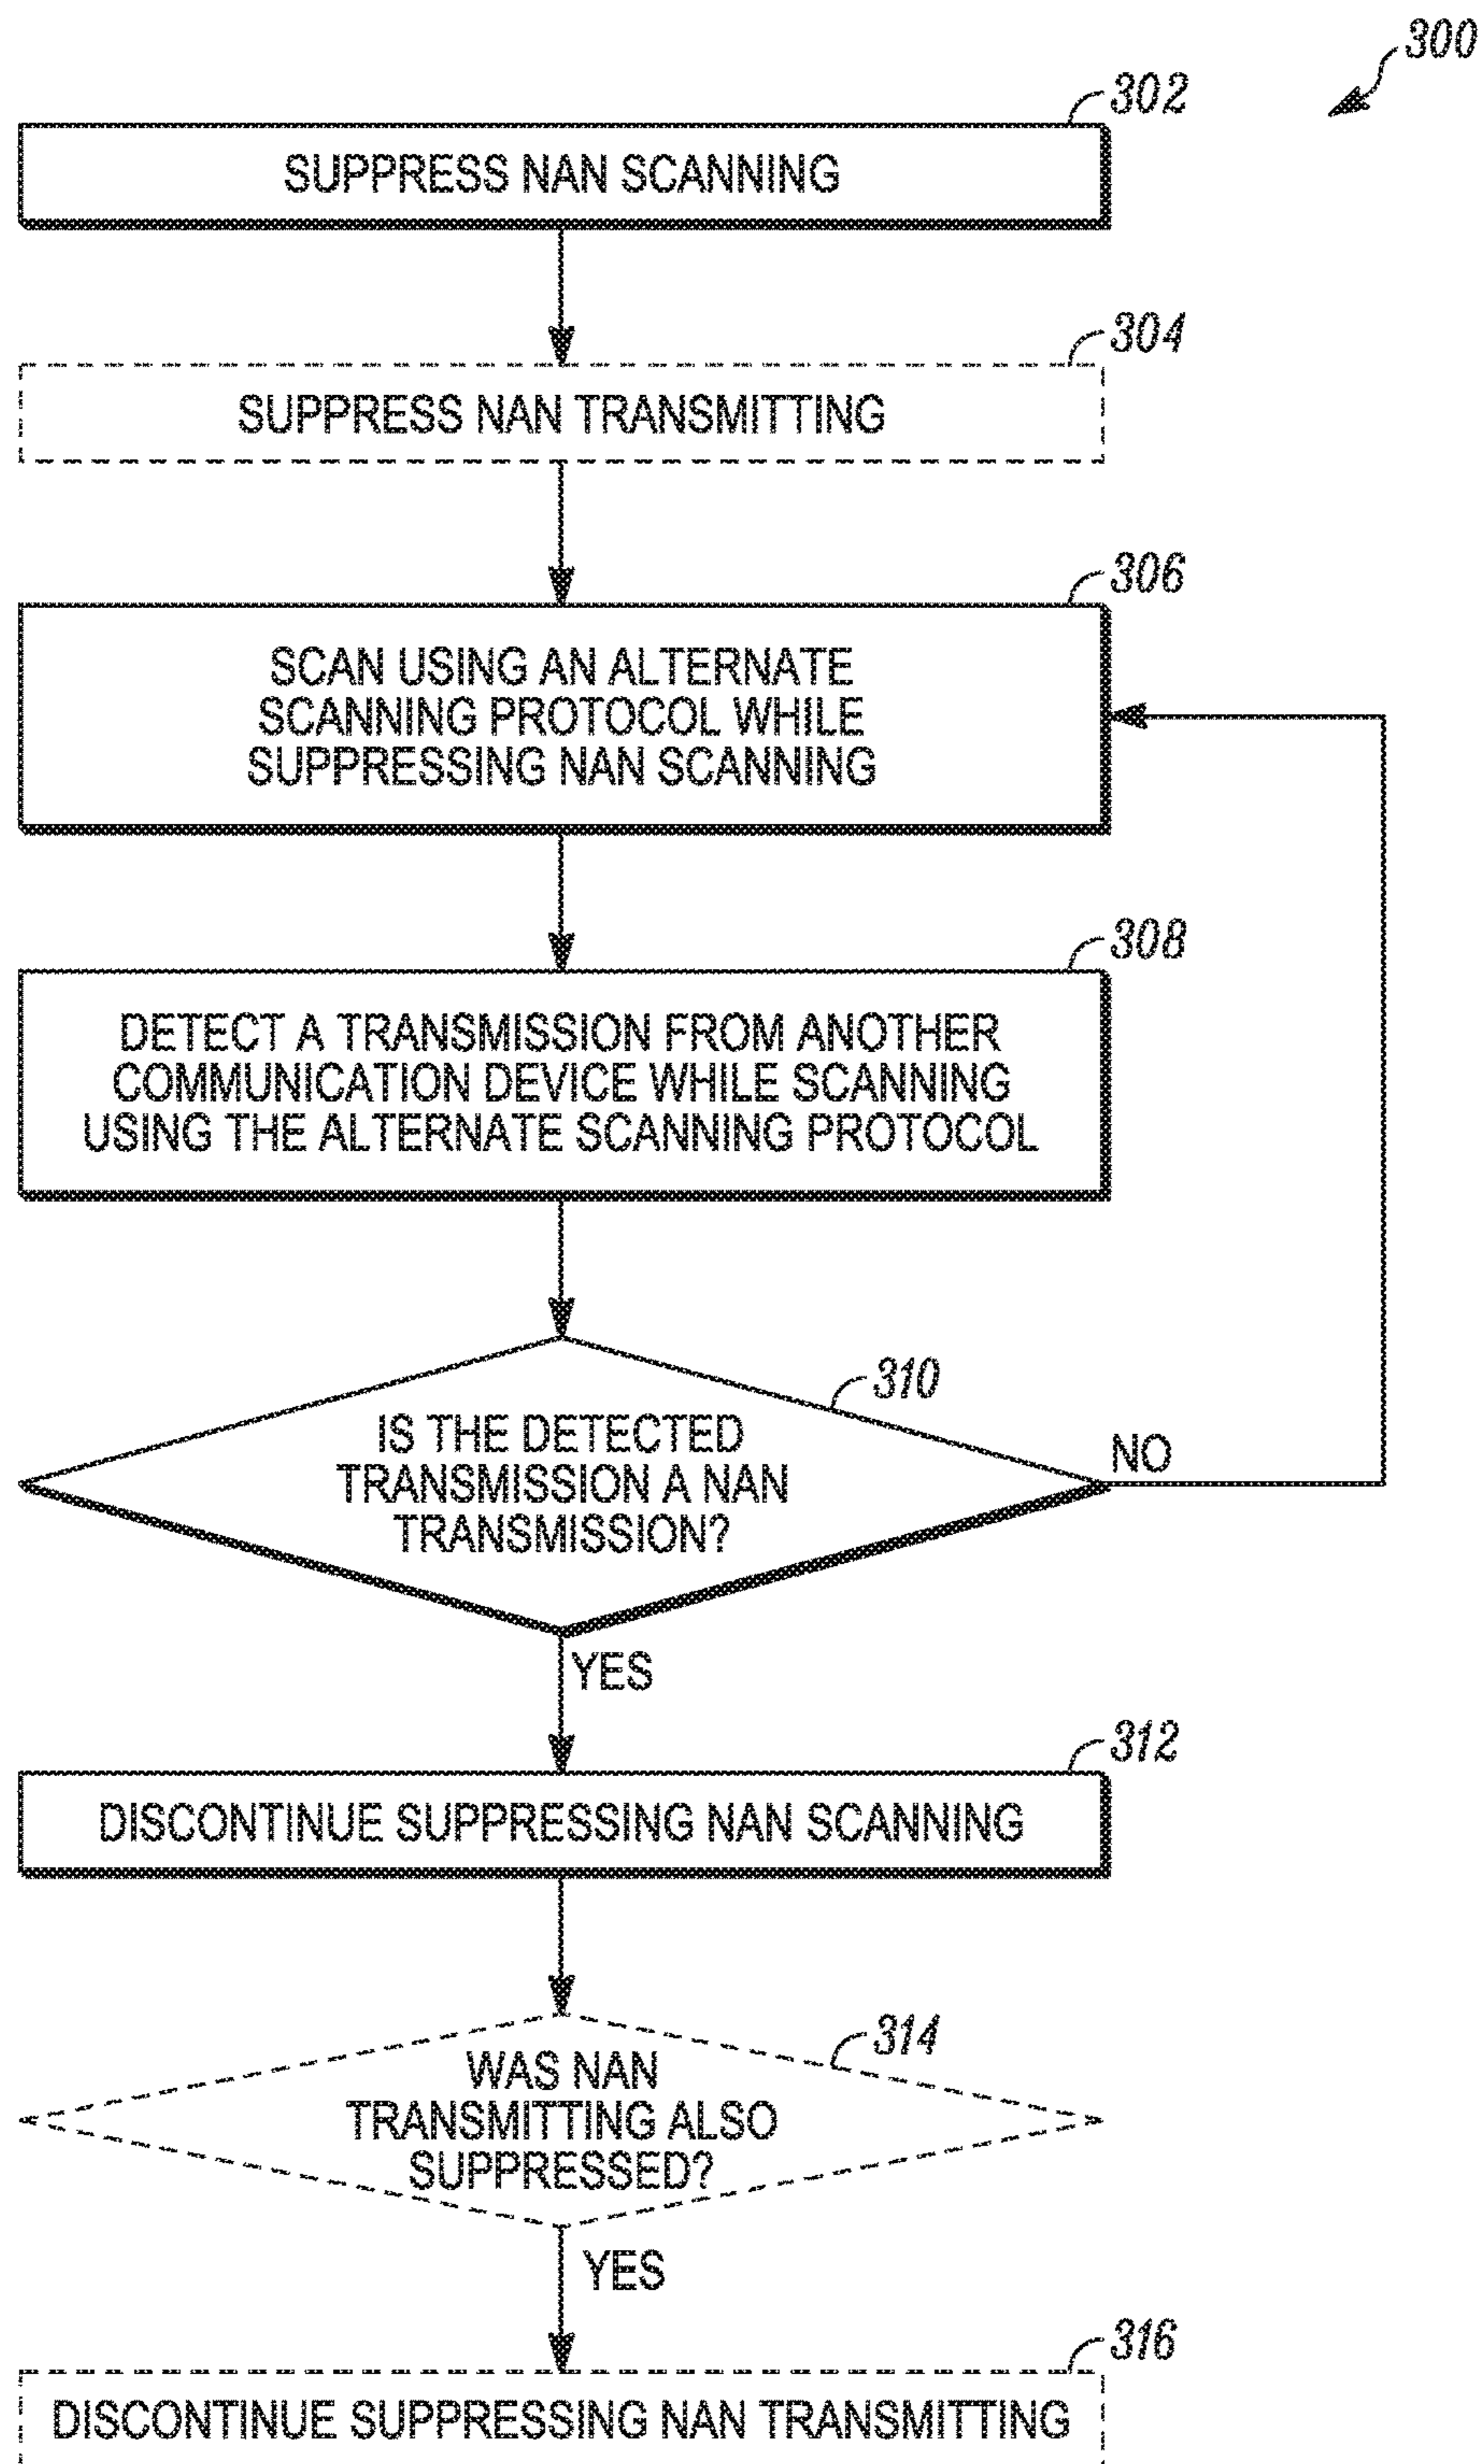 300
302
SUPPRESS NAN SCANNING
304
SUPPRESS NAN TRANSMITTING
306
SCAN USING AN ALTERNATE
SCANNING PROTOCOL WHILE
SUPPRESSING NAN SCANNING
308
DETECT A TRANSMISSION FROM ANOTHER
COMMUNICATION DEVICE WHILE SCANNING
USING THE ALTERNATE SCANNING PROTOCOL
310
IS THE DETECTED
TRANSMISSION A NAN
TRANSMISSION?
NO
YES
312
DISCONTINUE SUPPRESSING NAN SCANNING
314
WAS NAN
TRANSMITTING ALSO
SUPPRESSED?
YES
316
DISCONTINUE SUPPRESSING NAN TRANSMITTING